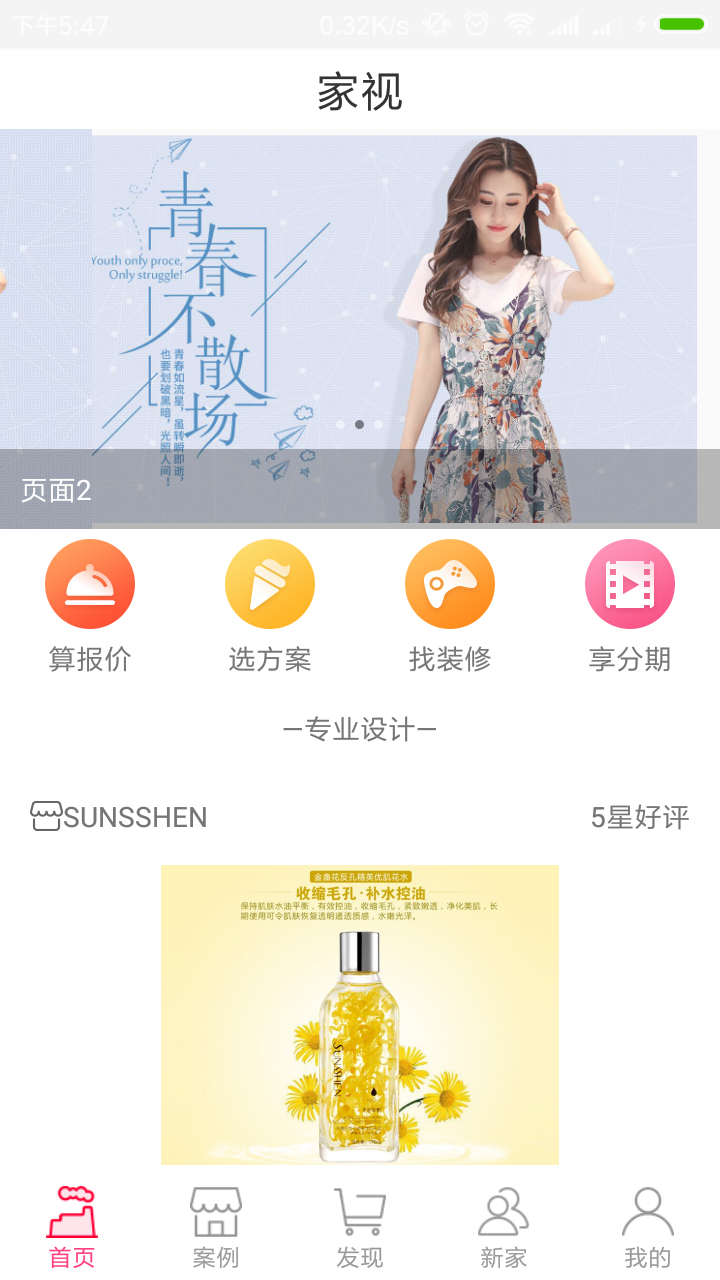 下午5:47
0.32K/s
家视
青春不散场
Youth only proce,
Only struggle!
青春如流星，虽转瞬即逝，
也要划破黑暗，光照人间！
页面2
算报价
选方案
找装修
享分期
—专业设计—
SUNSSHEN
5星好评
金盏花反孔精英优肌花水
收缩毛孔·补水控油
保持肌肤水油平衡，有效控油，收缩毛孔，紧致嫩透，净化美肌，长
期使用可令肌肤恢复透明通透质感，水嫩光泽。
SUNSSHEN
首页
案例
发现
新家
我的